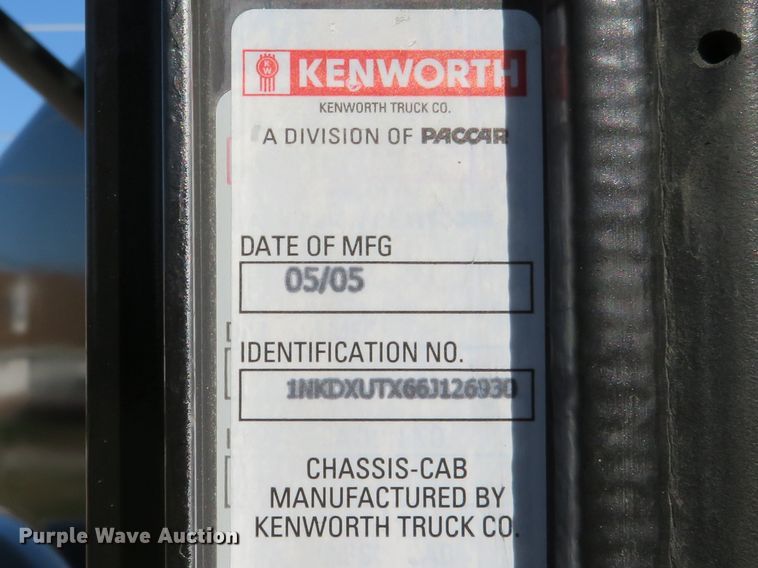 KW
KENWORTH
KENWORTH TRUCK CO.
A DIVISION OF PACCAR
DATE OF MFG
05/05
IDENTIFICATION NO.
1NKDXUTX66J126930
CHASSIS-CAB
MANUFACTURED BY
KENWORTH TRUCK CO.
Purple Wave Auction